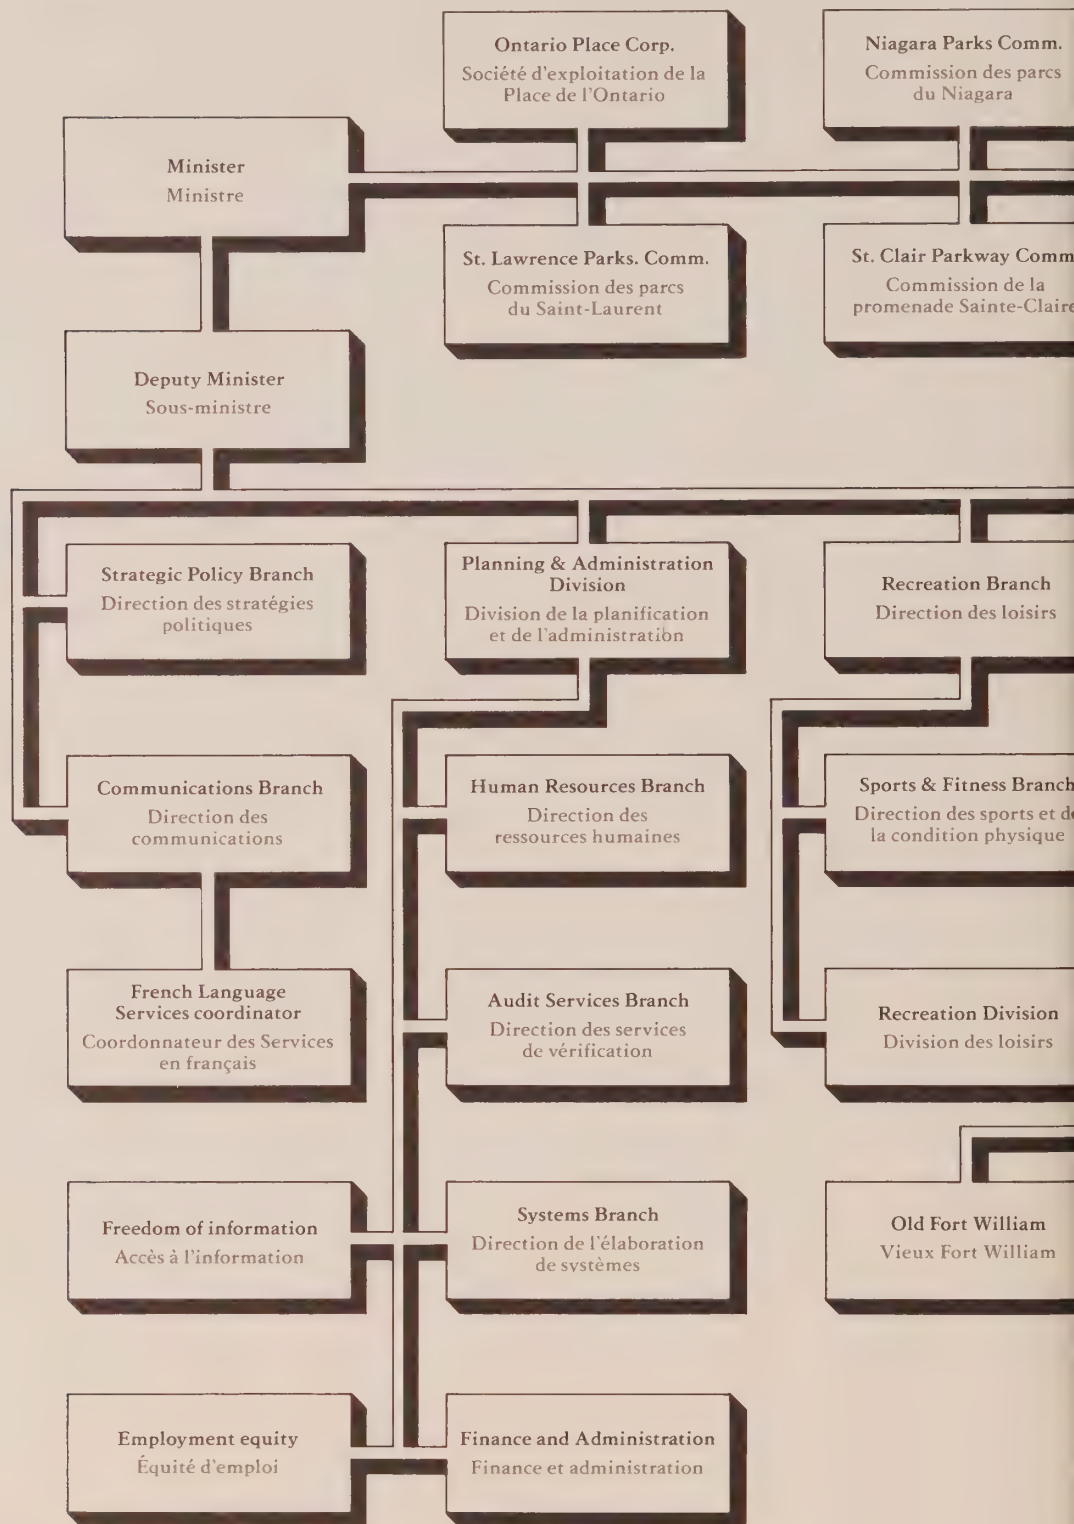 Ontario Place Corp.
Société d'exploitation de la
Place de l'Ontario
Niagara Parks Comm.
Commission des parcs
du Niagara
Minister
Ministre
St. Lawrence Parks. Comm.
Commission des parcs
du Saint-Laurent
St. Clair Parkway Comm
Commission de la
promenade Sainte-Claire
Deputy Minister
Sous-ministre
Strategic Policy Branch
Direction des stratégies
politiques
Planning & Administration
Division
Division de la planification
et de l'administration
Recreation Branch
Direction des loisirs
Communications Branch
Direction des
communications
Human Resources Branch
Direction des
ressources humaines
Sports & Fitness Branch
Direction des sports et de
la condition physique
French Language
Services coordinator
Coordonnateur des Services
en français
Audit Services Branch
Direction des services
de vérification
Recreation Division
Division des loisirs
Freedom of information
Accès à l'information
Systems Branch
Direction de l'élaboration
de systèmes
Old Fort William
Vieux Fort William
Employment equity
Équité d'emploi
Finance and Administration
Finance et administration